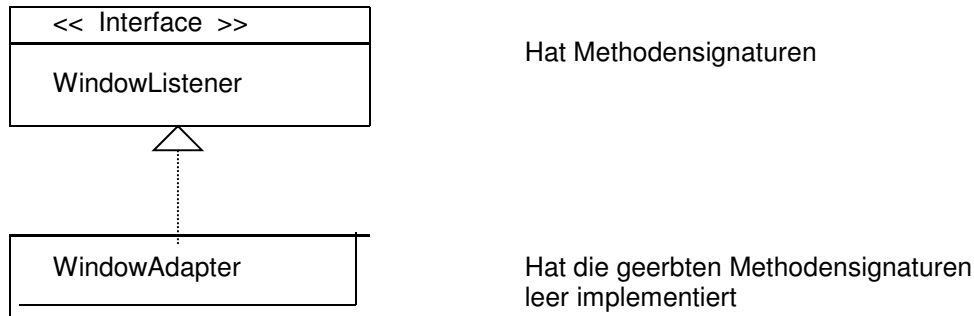 << Interface >>
Hat Methodensignaturen
WindowListener
WindowAdapter
Hat die geerbten Methodensignaturen
leer implementiert